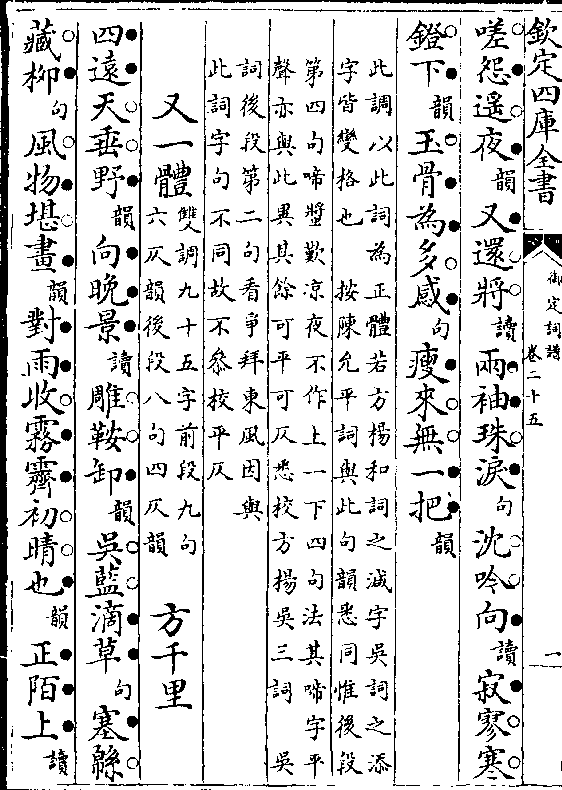 欽定四庫全書
御定詞譜
卷二十五
一
嗟怨遥夜韻又還將讀兩袖珠淚句沈吟向讀寂寥寒
鐙下韻玉骨為多感句瘦來無一把韻
此調以此詞為正體若方楊和詞之減字吳詞之添
字皆變格也　按陳允平詞與此句韻悉同惟後段
第四句啼螿歎凉夜不作上一下四句法其啼字平
聲亦與此異其餘可平可仄悉校方楊吳三詞　吳
詞後段第二句看爭拜東風因與
此詞字句不同故不叅校平仄
又一體　雙調九十五字前段九句
六仄韻後段八句四仄韻　方千里
四遠天垂野韻向晚景讀雕鞍卸韻吳藍滴草句塞緜
藏栁句風物堪畫韻對雨收霧霽初晴也韻正陌上讀